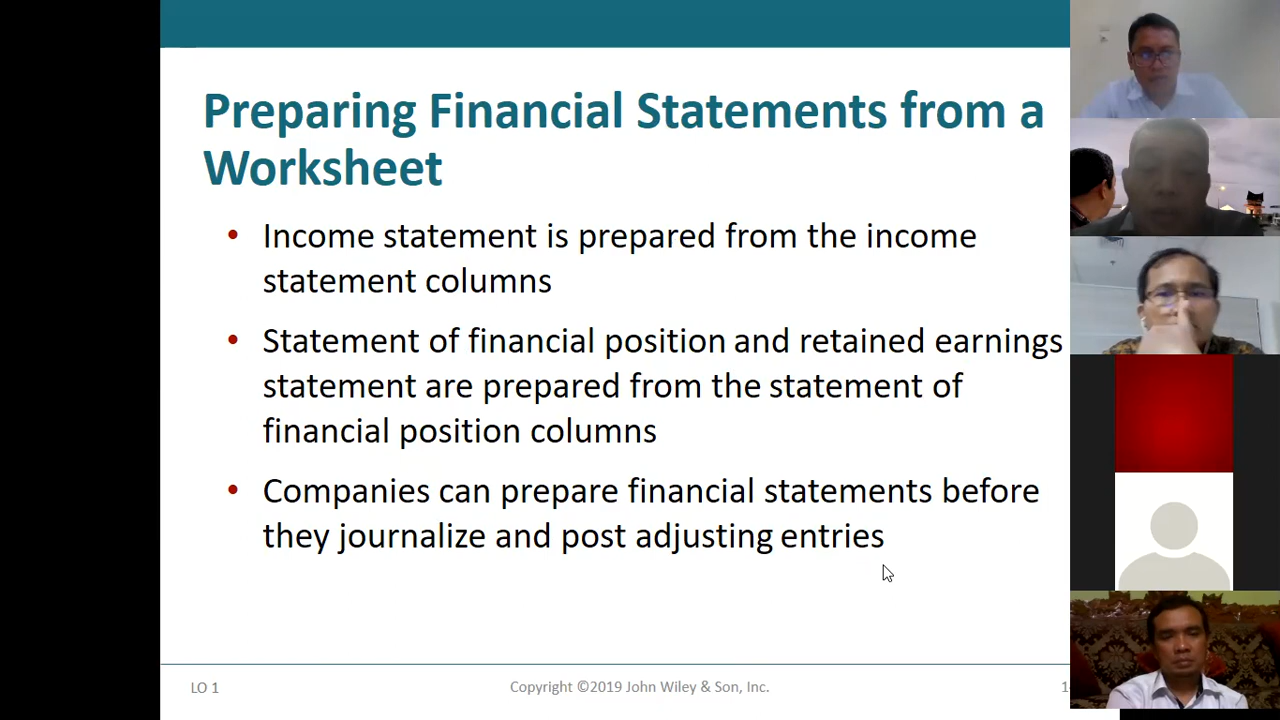 Preparing Financial Statements from a
Worksheet
• Income statement is prepared from the income
statement columns
• Statement of financial position and retained earnings
statement are prepared from the statement of
financial position columns
• Companies can prepare financial statements before
they journalize and post adjusting entries
LO 1
Copyright ©2019 John Wiley & Son, Inc.